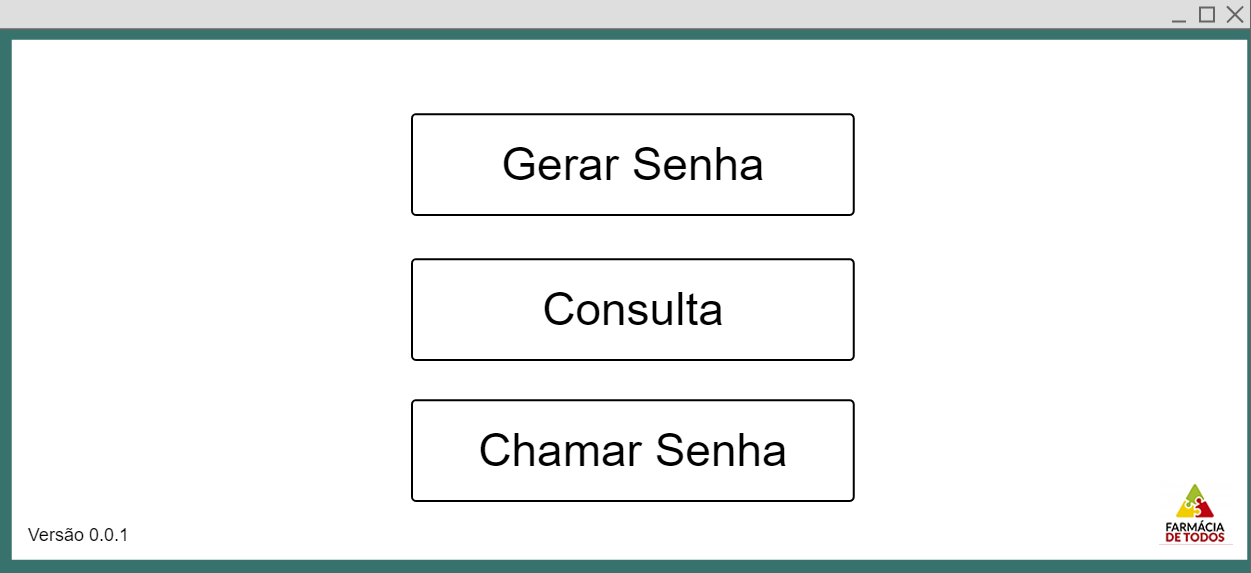 Gerar Senha
Consulta
Chamar Senha
Versão 0.0.1
FARMÁCIA
DE TODOS